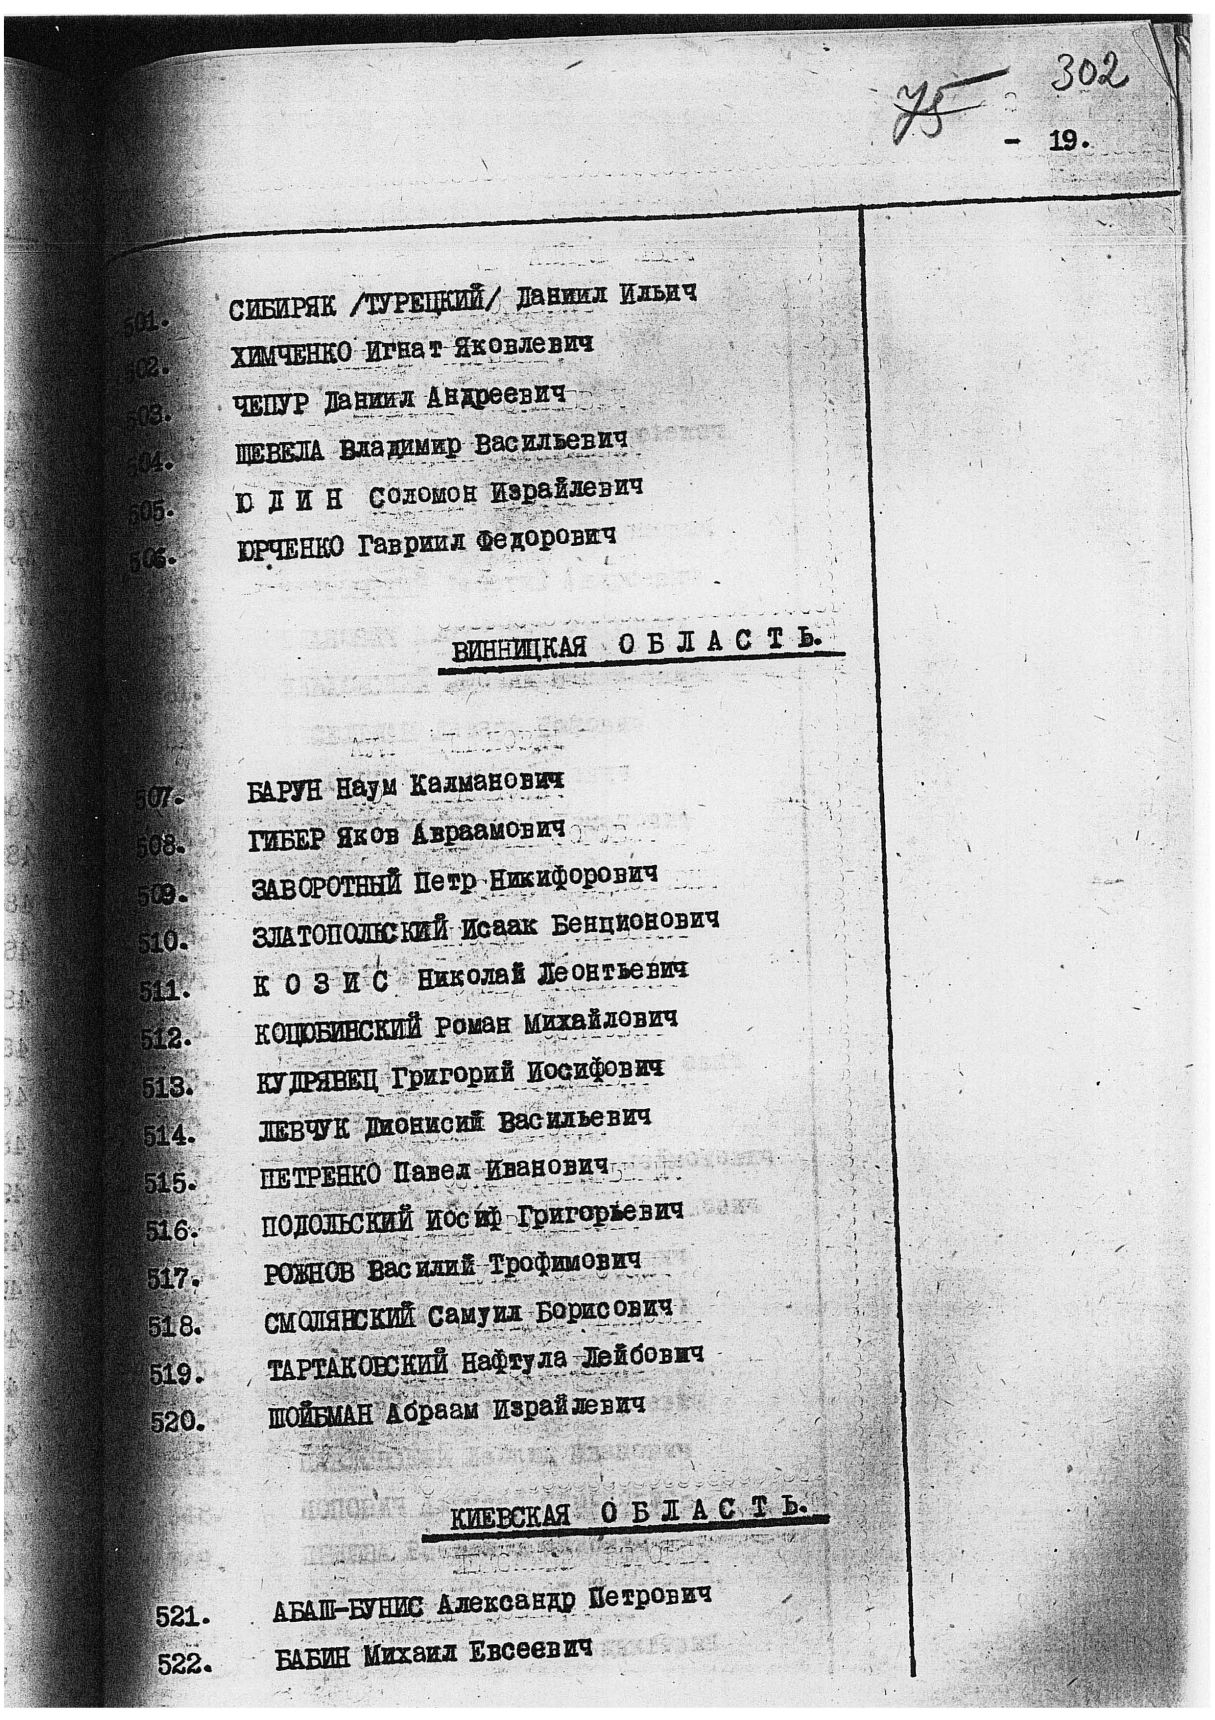 302
75
- 19.
501. СИБИРЯК /ТУРЕЦКИЙ/ Даниил Ильич
502. ХИМЧЕНКО Игнат Яковлевич
503. ЧЕПУР Даниил Андреевич
504. ШЕВЕЛА Владимир Васильевич
505. Ю Д И Н Соломон Израйлевич
506. ЮРЧЕНКО Гавриил Федорович
ВИННИЦКАЯ О Б Л А С Т Ь.
507. БАРУН Наум Калманович
508. ГИБЕР Яков Авраамович
509. ЗАВОРОТНЫЙ Петр Никифорович
510. ЗЛАТОПОЛЬСКИЙ Исаак Бенционович
511. К О З И С Николай Леонтьевич
512. КОЦЮБИНСКИЙ Роман Михайлович
513. КУДРЯВЕЦ Григорий Иосифович
514. ЛЕВЧУК Дионисий Васильевич
515. ПЕТРЕНКО Павел Иванович
516. ПОДОЛЬСКИЙ Иосиф Григорьевич
517. РОЖНОВ Василий Трофимович
518. СМОЛЯНСКИЙ Самуил Борисович
519. ТАРТАКОВСКИЙ Нафтула Лейбович
520. ШОЙБМАН Абраам Израйлевич
КИЕВСКАЯ О Б Л А С Т Ь.
521. АБАШ-БУНИС Александр Петрович
522. БАБИН Михаил Евсеевич